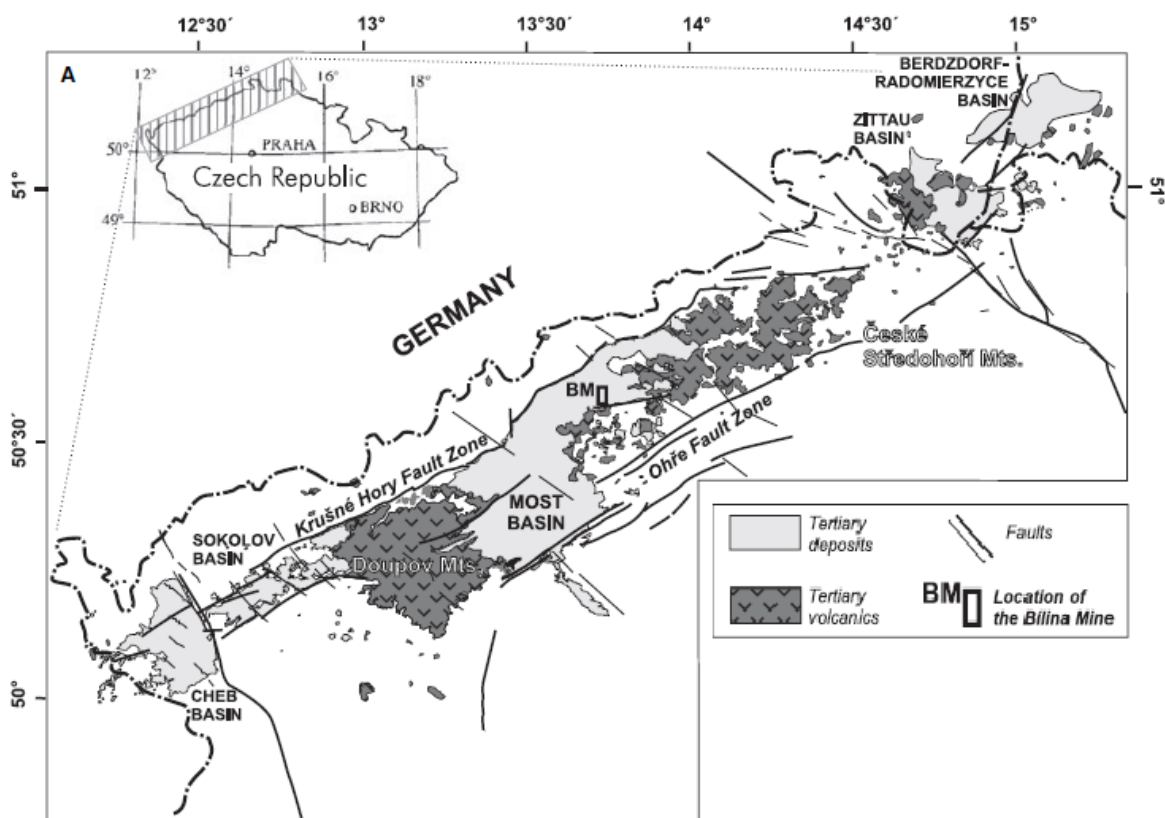 12°30´ 13° 13°30´ 14° 14°30´ 15°
A
12° 14° 16° 18°
50°
49°
PRAHA
Czech Republic
BRNO
BERDZDORF-
RADOMIERZYCE
BASIN
ZITTAU
BASIN
51°
51°
GERMANY
České
Středohoří Mts.
BM
50°30´
Krušné Hory Fault Zone
Ohře Fault Zone
MOST
BASIN
SOKOLOV
BASIN
Doupov Mts.
50°
CHEB
BASIN
Tertiary
deposits
Faults
Tertiary
volcanics
BM
Location of
the Bílina Mine